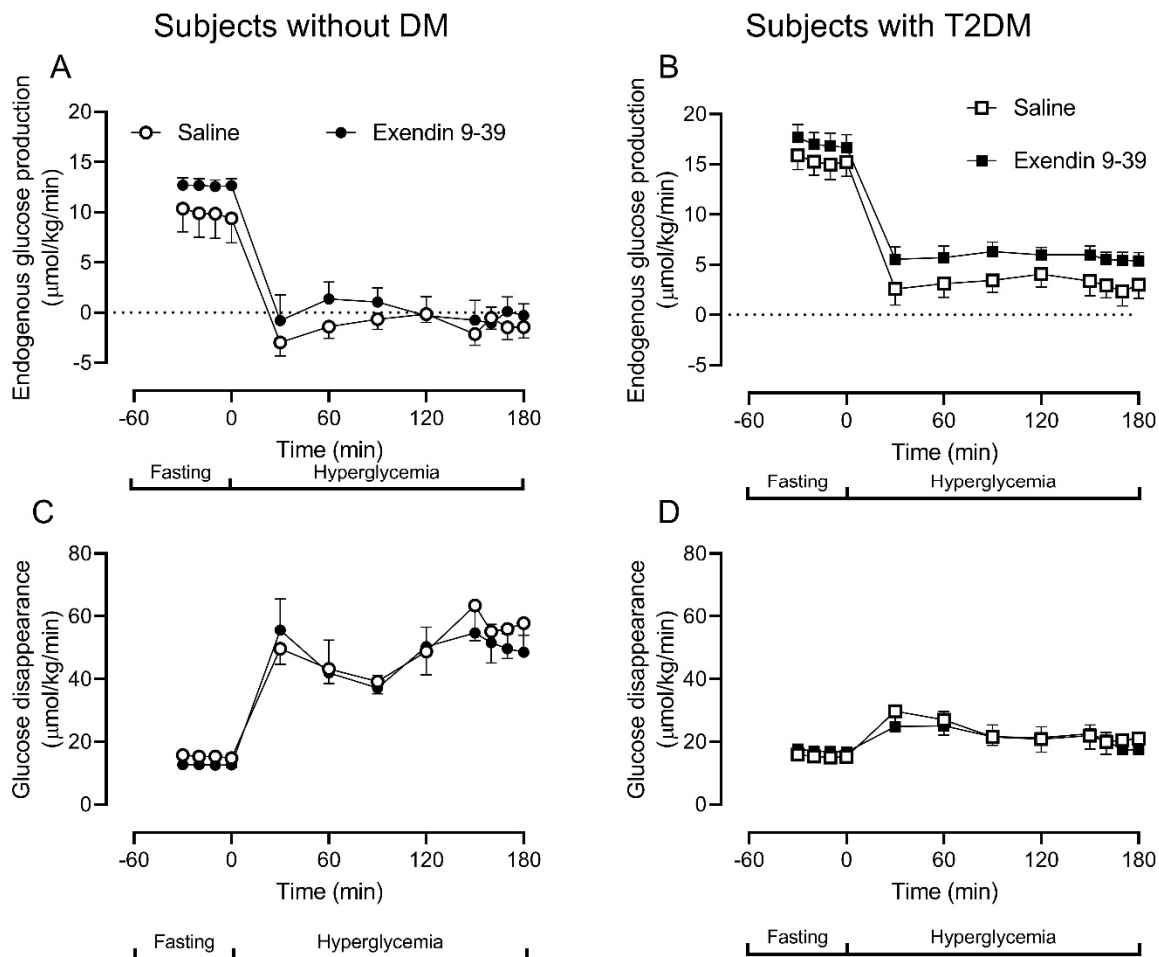 Subjects without DM
Subjects with T2DM
A
Endogenous glucose production
(μmol/kg/min)
20
15
10
5
0
-5
Saline
Exendin 9-39
-60
0
60
120
180
Time (min)
Fasting
Hyperglycemia
B
Endogenous glucose production
(μmol/kg/min)
20
15
10
5
0
-5
Saline
Exendin 9-39
-60
0
60
120
180
Time (min)
Fasting
Hyperglycemia
C
Glucose disappearance
(μmol/kg/min)
80
60
40
20
0
-60
0
60
120
180
Time (min)
Fasting
Hyperglycemia
D
Glucose disappearance
(μmol/kg/min)
80
60
40
20
0
-60
0
60
120
180
Time (min)
Fasting
Hyperglycemia